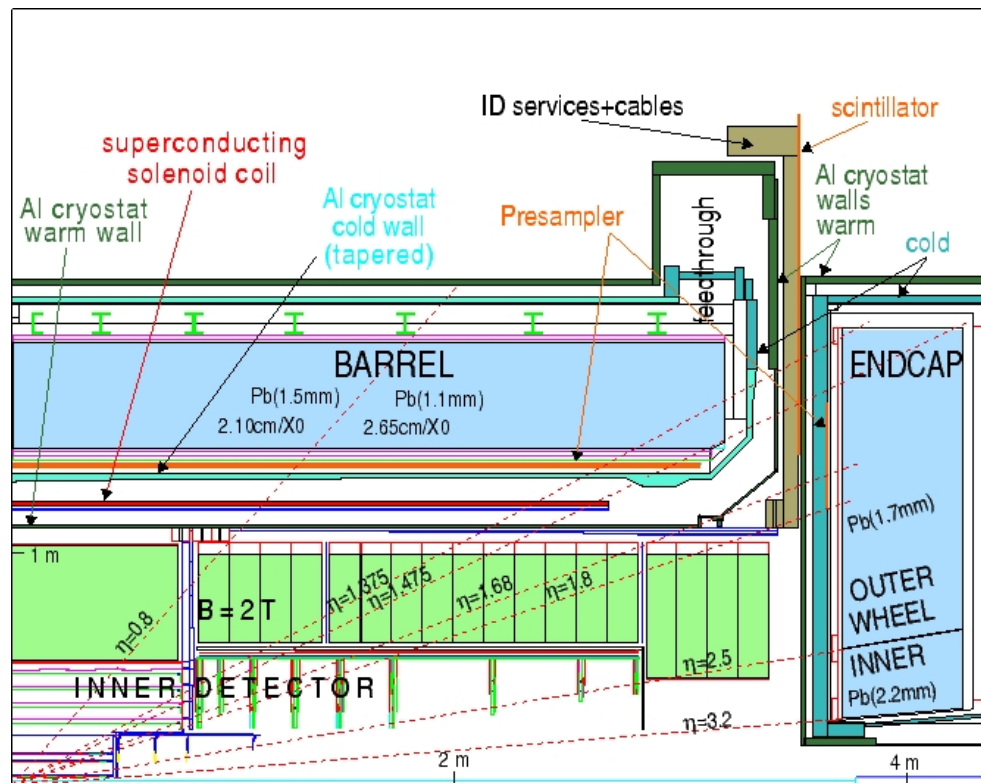 ID services+cables
scintillator
superconducting
solenoid coil
Al cryostat
warm wall
Al cryostat
cold wall
(tapered)
Presampler
feedthrough
Al cryostat
walls
warm
cold
BARREL
Pb(1.5mm)
Pb(1.1mm)
2.10cm/X0
2.65cm/X0
ENDCAP
Pb(1.7mm)
OUTER
WHEEL
INNER
Pb(2.2mm)
1 m
B=2T
η=0.8
η=1.375
η=1.475
η=1.68
η=1.8
η=2.5
η=3.2
INNER DETECTOR
2 m
4 m